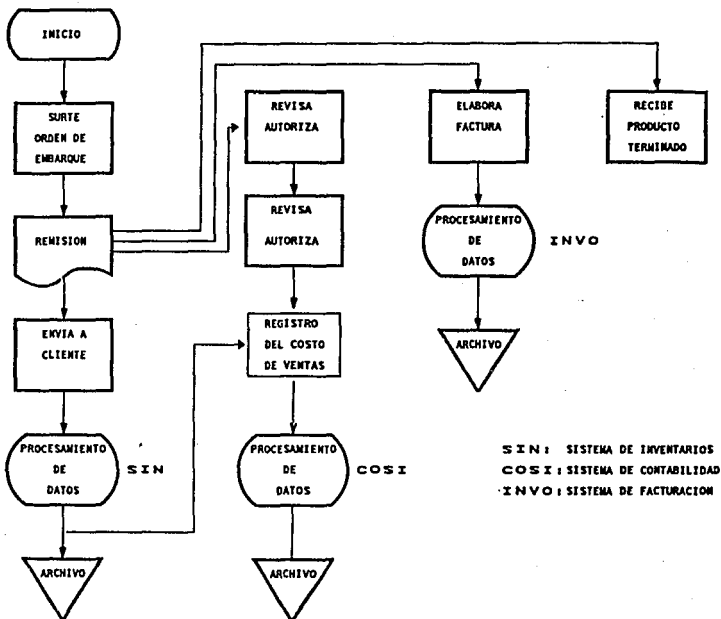 INICIO
SURTE
ORDEN DE
EMBARQUE
REMISION
ENVIA A
CLIENTE
PROCESAMIENTO
DE
DATOS
SIN
ARCHIVO
REVISA
AUTORIZA
REVISA
AUTORIZA
REGISTRO
DEL COSTO
DE VENTAS
PROCESAMIENTO
DE
DATOS
COSI
ARCHIVO
ELABORA
FACTURA
PROCESAMIENTO
DE
DATOS
INVO
ARCHIVO
RECIBE
PRODUCTO
TERMINADO
SIN: SISTEMA DE INVENTARIOS
COSI: SISTEMA DE CONTABILIDAD
INVO: SISTEMA DE FACTURACION